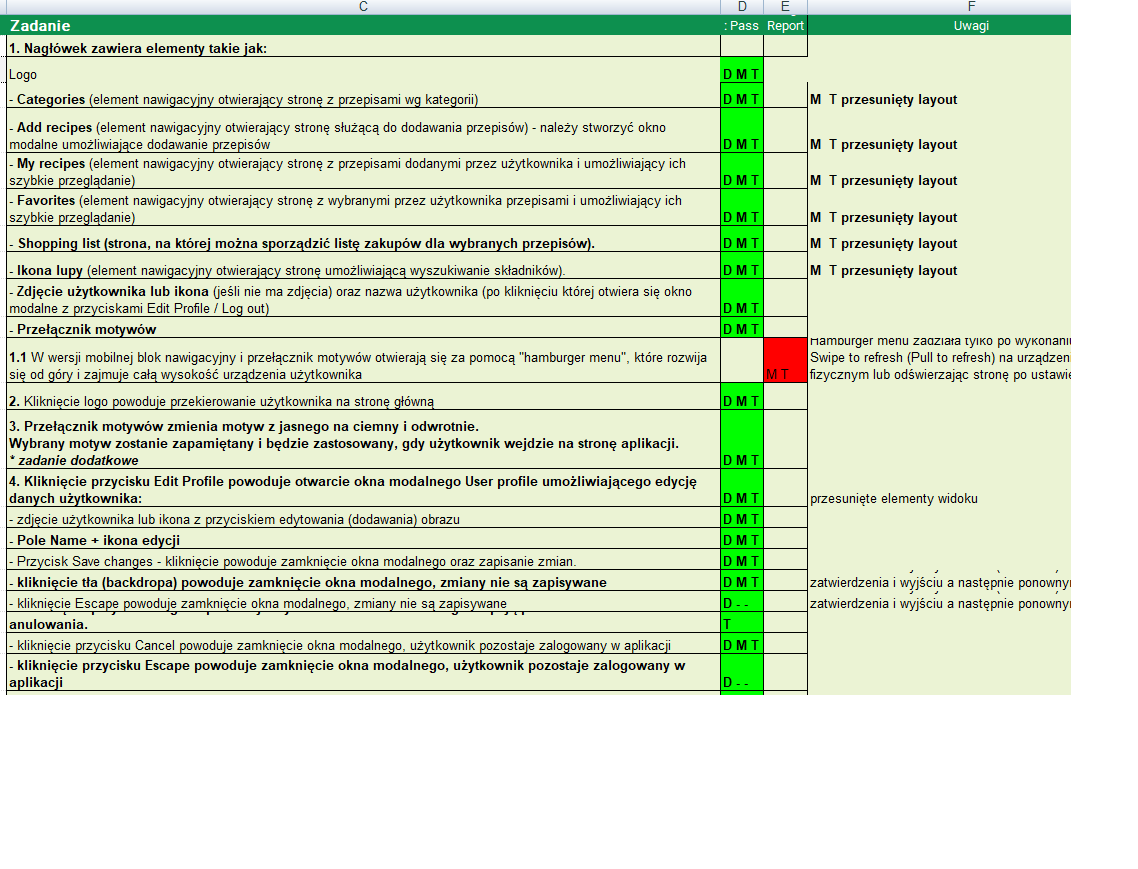 C D E F
Zadanie : Pass Report Uwagi
1. Nagłówek zawiera elementy takie jak:
Logo D M T
- Categories (element nawigacyjny otwierający stronę z przepisami wg kategorii) D M T M T przesunięty layout
- Add recipes (element nawigacyjny otwierający stronę służącą do dodawania przepisów) - należy stworzyć okno
modalne umożliwiające dodawanie przepisów D M T M T przesunięty layout
- My recipes (element nawigacyjny otwierający stronę z przepisami dodanymi przez użytkownika i umożliwiający ich
szybkie przeglądanie) D M T M T przesunięty layout
- Favorites (element nawigacyjny otwierający stronę z wybranymi przez użytkownika przepisami i umożliwiający ich
szybkie przeglądanie) D M T M T przesunięty layout
- Shopping list (strona, na której można sporządzić listę zakupów dla wybranych przepisów). D M T M T przesunięty layout
- Ikona lupy (element nawigacyjny otwierający stronę umożliwiającą wyszukiwanie składników). D M T M T przesunięty layout
- Zdjęcie użytkownika lub ikona (jeśli nie ma zdjęcia) oraz nazwa użytkownika (po kliknięciu której otwiera się okno
modalne z przyciskami Edit Profile / Log out) D M T
- Przełącznik motywów D M T
Hamburger menu zadziała tylko po wykonaniu
1.1 W wersji mobilnej blok nawigacyjny i przełącznik motywów otwierają się za pomocą "hamburger menu", które rozwija Swipe to refresh (Pull to refresh) na urządzeni
się od góry i zajmuje całą wysokość urządzenia użytkownika M T fizycznym lub odświerzając stronę po ustawie
2. Kliknięcie logo powoduje przekierowanie użytkownika na stronę główną D M T
3. Przełącznik motywów zmienia motyw z jasnego na ciemny i odwrotnie.
Wybrany motyw zostanie zapamiętany i będzie zastosowany, gdy użytkownik wejdzie na stronę aplikacji.
* zadanie dodatkowe D M T
4. Kliknięcie przycisku Edit Profile powoduje otwarcie okna modalnego User profile umożliwiającego edycję
danych użytkownika: D M T przesunięte elementy widoku
- zdjęcie użytkownika lub ikona z przyciskiem edytowania (dodawania) obrazu D M T
- Pole Name + ikona edycji D M T
- Przycisk Save changes - kliknięcie powoduje zamknięcie okna modalnego oraz zapisanie zmian. D M T
- kliknięcie tła (backdropa) powoduje zamknięcie okna modalnego, zmiany nie są zapisywane D M T zatwierdzenia i wyjściu a następnie ponownym
- kliknięcie Escape powoduje zamknięcie okna modalnego, zmiany nie są zapisywane D - - zatwierdzenia i wyjściu a następnie ponownym
anulowania. T
- kliknięcie przycisku Cancel powoduje zamknięcie okna modalnego, użytkownik pozostaje zalogowany w aplikacji D M T
- kliknięcie przycisku Escape powoduje zamknięcie okna modalnego, użytkownik pozostaje zalogowany w
aplikacji D - -